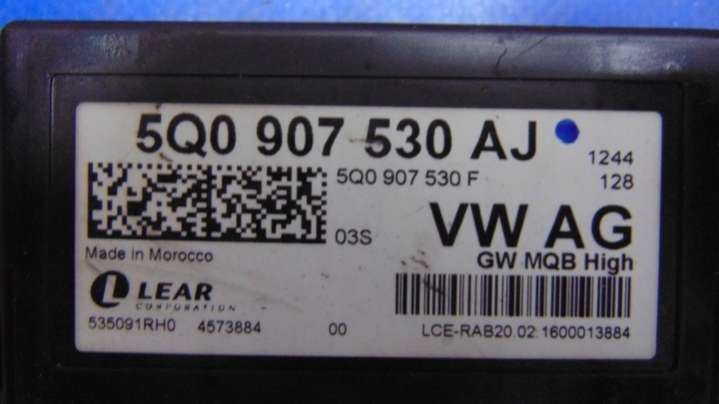 5Q0 907 530 AJ
1244
5Q0 907 530 F
128
03S
VW AG
Made in Morocco
GW MQB High
LEAR
CORPORATION
535091RH0 4573884 00 LCE-RAB20.02.1600013884